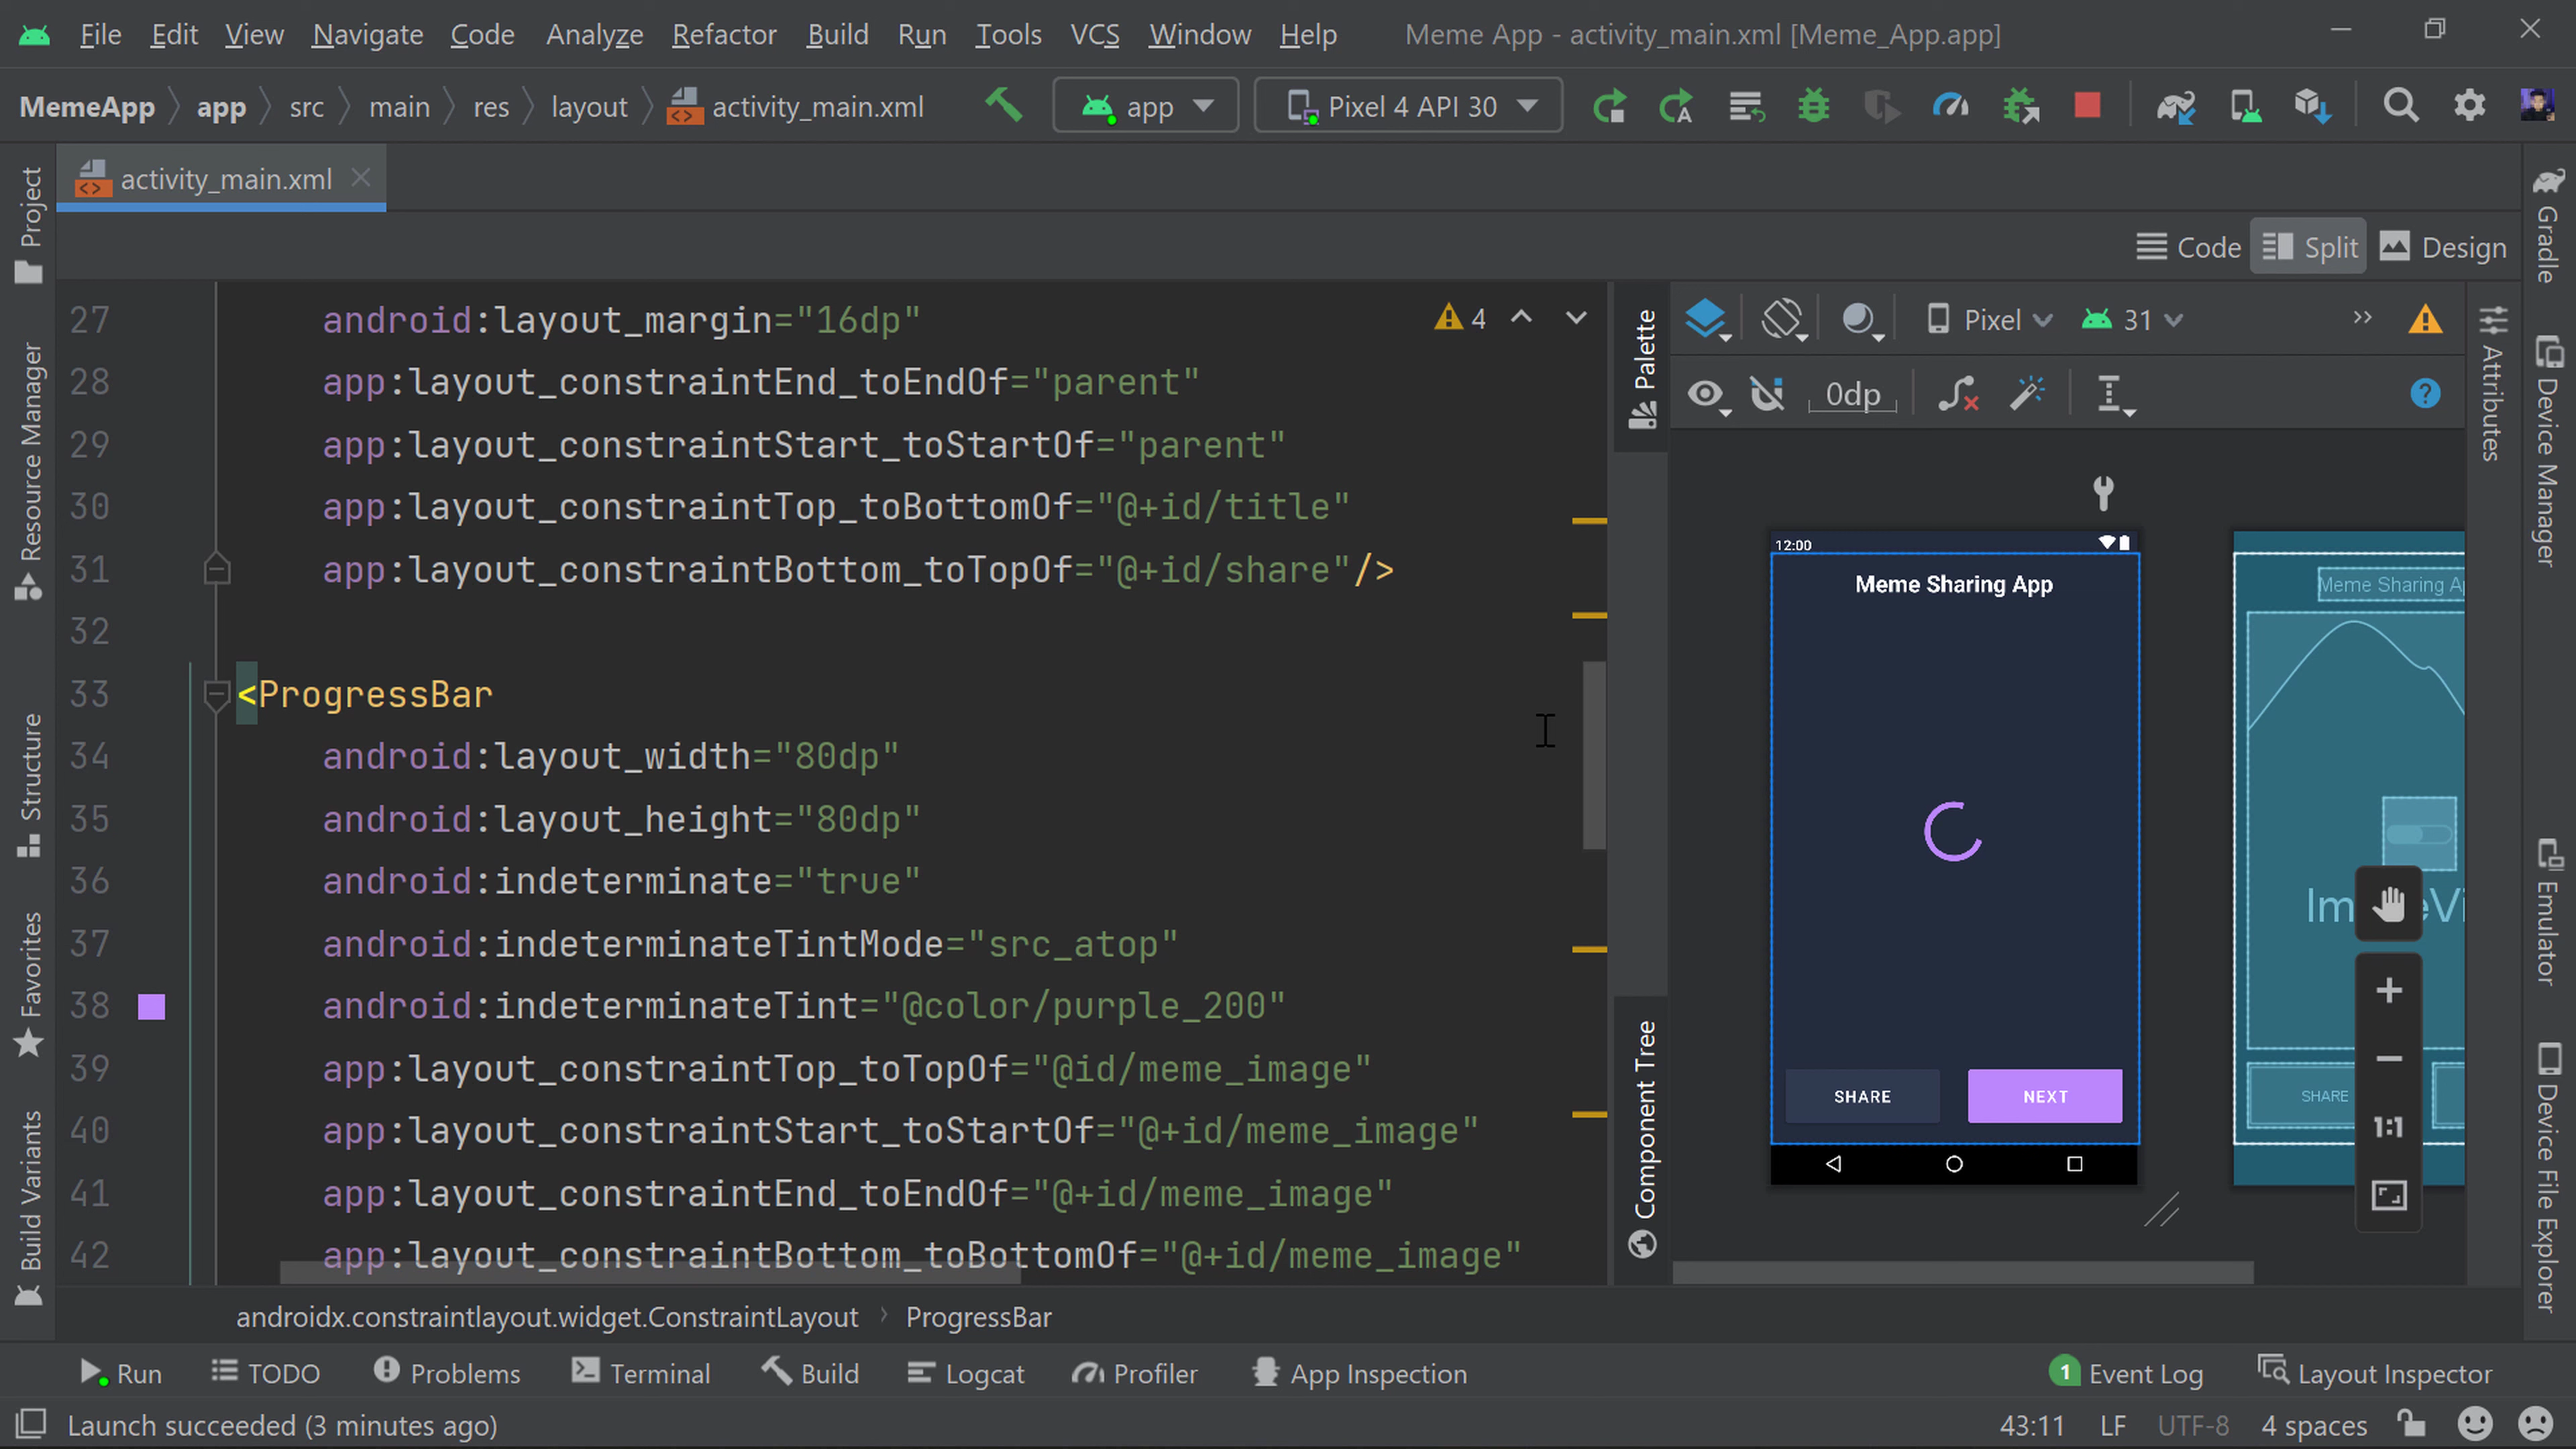 File Edit View Navigate Code Analyze Refactor Build Run Tools VCS Window Help Meme App - activity_main.xml [Meme_App.app]
MemeApp app src main res layout activity_main.xml app Pixel 4 API 30
activity_main.xml
Code Split Design
27 android:layout_margin="16dp"
28 app:layout_constraintEnd_toEndOf="parent"
29 app:layout_constraintStart_toStartOf="parent"
30 app:layout_constraintTop_toBottomOf="@+id/title"
31 app:layout_constraintBottom_toTopOf="@+id/share"/>
32
33 <ProgressBar
34 android:layout_width="80dp"
35 android:layout_height="80dp"
36 android:indeterminate="true"
37 android:indeterminateTintMode="src_atop"
38 android:indeterminateTint="@color/purple_200"
39 app:layout_constraintTop_toTopOf="@id/meme_image"
40 app:layout_constraintStart_toStartOf="@+id/meme_image"
41 app:layout_constraintEnd_toEndOf="@+id/meme_image"
42 app:layout_constraintBottom_toBottomOf="@+id/meme_image"
4
Project
Resource Manager
Structure
Favorites
Build Variants
Palette
Component Tree
Pixel 31
0dp
12:00
Meme Sharing App
SHARE NEXT
Meme Sharing A
Im eVi
SHARE
1:1
Attributes
Gradle
Device Manager
Emulator
Device File Explorer
androidx.constraintlayout.widget.ConstraintLayout ProgressBar
Run TODO Problems Terminal Build Logcat Profiler App Inspection 1 Event Log Layout Inspector
Launch succeeded (3 minutes ago) 43:11 LF UTF-8 4 spaces